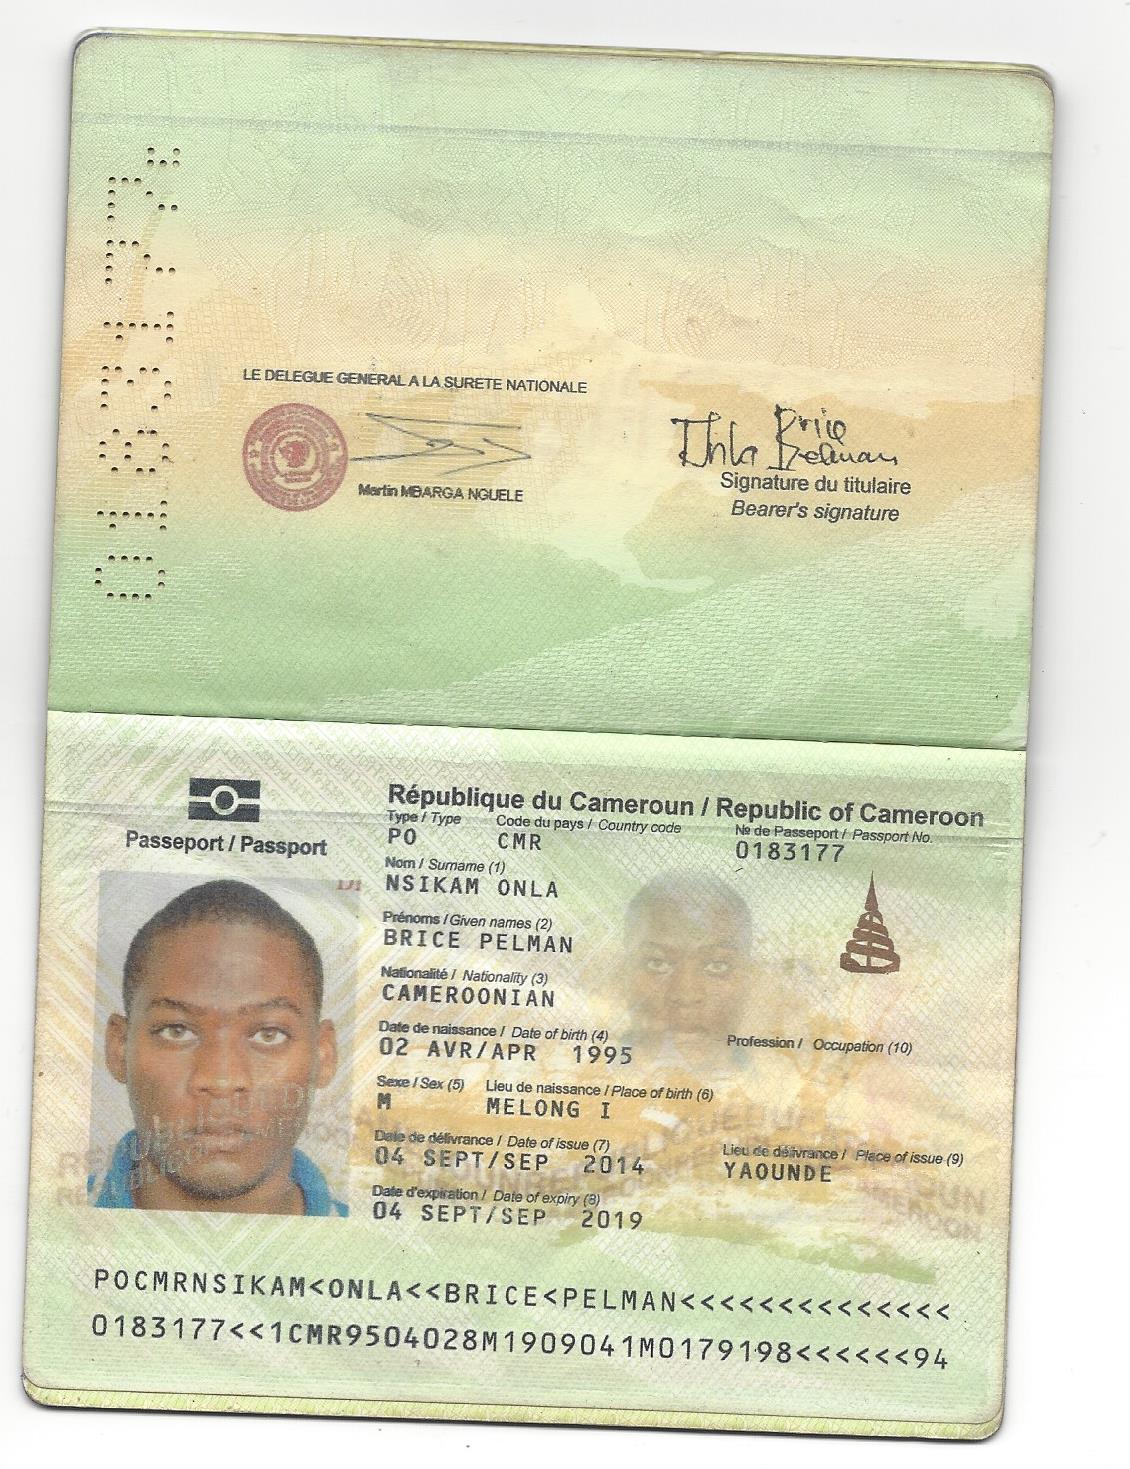 0183177
LE DELEGUE GENERAL A LA SURETE NATIONALE
Martin MBARGA NGUELE
Brice
Pelman
Signature du titulaire
Bearer's signature
République du Cameroun / Republic of Cameroon
Passeport / Passport
Type / Type
Code du pays / Country code
№ de Passeport / Passport No.
PO
CMR
0183177
Nom / Surname (1)
NSIKAM ONLA
Prénoms / Given names (2)
BRICE PELMAN
Nationalité / Nationality (3)
CAMEROONIAN
Date de naissance / Date of birth (4)
02 AVR/APR 1995
Profession / Occupation (10)
Sexe / Sex (5)
Lieu de naissance / Place of birth (6)
M
MELONG I
Date de délivrance / Date of issue (7)
04 SEPT/SEP 2014
Lieu de délivrance / Place of issue (9)
YAOUNDE
Date d'expiration / Date of expiry (8)
04 SEPT/SEP 2019
POCMRNSIKAM<ONLA<<BRICE<PELMAN<<<<<<<<<<<<<<
0183177<<1CMR9504028M1909041M0179198<<<<<<94